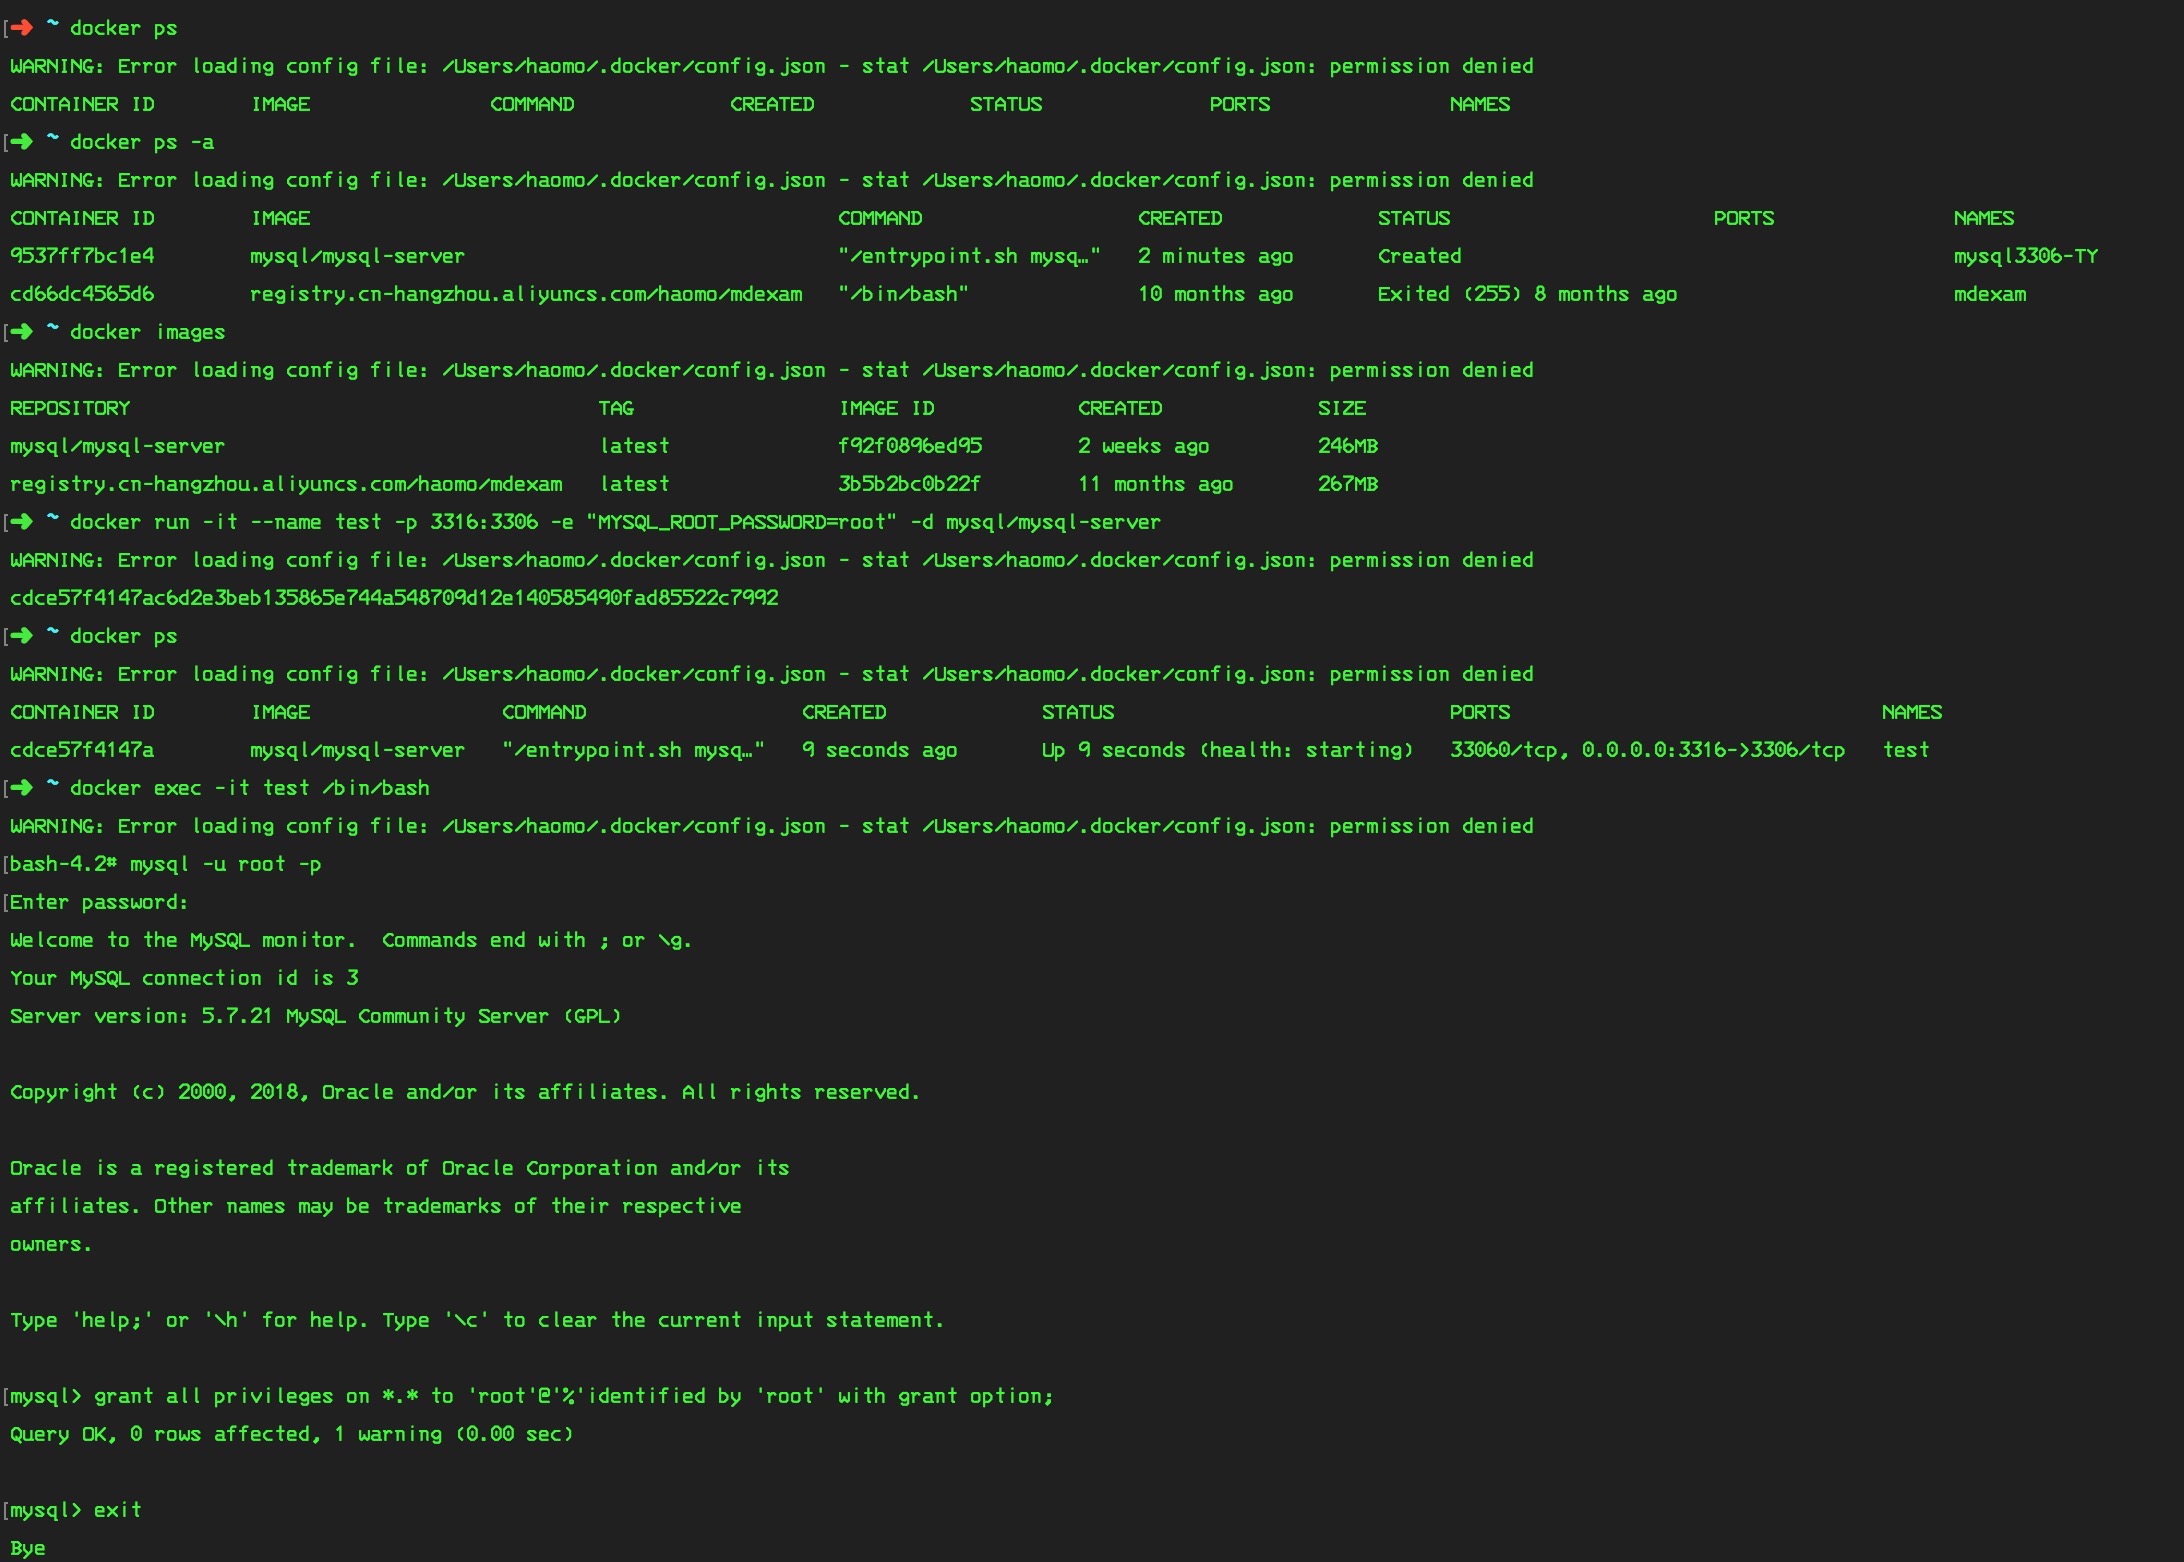 [➜ ~ docker ps
WARNING: Error loading config file: /Users/haomo/.docker/config.json - stat /Users/haomo/.docker/config.json: permission denied
CONTAINER ID        IMAGE               COMMAND             CREATED             STATUS              PORTS               NAMES
[➜ ~ docker ps -a
WARNING: Error loading config file: /Users/haomo/.docker/config.json - stat /Users/haomo/.docker/config.json: permission denied
CONTAINER ID        IMAGE                                            COMMAND                  CREATED             STATUS                      PORTS               NAMES
9537ff7bc1e4        mysql/mysql-server                               "/entrypoint.sh mysq…"   2 minutes ago       Created                                         mysql3306-TY
cd66dc4565d6        registry.cn-hangzhou.aliyuncs.com/haomo/mdexam   "/bin/bash"              10 months ago       Exited (255) 8 months ago                       mdexam
[➜ ~ docker images
WARNING: Error loading config file: /Users/haomo/.docker/config.json - stat /Users/haomo/.docker/config.json: permission denied
REPOSITORY                                       TAG                 IMAGE ID            CREATED             SIZE
mysql/mysql-server                               latest              f92f0896ed95        2 weeks ago         246MB
registry.cn-hangzhou.aliyuncs.com/haomo/mdexam   latest              3b5b2bc0b22f        11 months ago       267MB
[➜ ~ docker run -it --name test -p 3316:3306 -e "MYSQL_ROOT_PASSWORD=root" -d mysql/mysql-server
WARNING: Error loading config file: /Users/haomo/.docker/config.json - stat /Users/haomo/.docker/config.json: permission denied
cdce57f4147ac6d2e3beb135865e744a548709d12e140585490fad85522c7992
[➜ ~ docker ps
WARNING: Error loading config file: /Users/haomo/.docker/config.json - stat /Users/haomo/.docker/config.json: permission denied
CONTAINER ID        IMAGE                COMMAND                  CREATED             STATUS                            PORTS                               NAMES
cdce57f4147a        mysql/mysql-server   "/entrypoint.sh mysq…"   9 seconds ago       Up 9 seconds (health: starting)   33060/tcp, 0.0.0.0:3316->3306/tcp   test
[➜ ~ docker exec -it test /bin/bash
WARNING: Error loading config file: /Users/haomo/.docker/config.json - stat /Users/haomo/.docker/config.json: permission denied
[bash-4.2# mysql -u root -p
[Enter password:
Welcome to the MySQL monitor.  Commands end with ; or \g.
Your MySQL connection id is 3
Server version: 5.7.21 MySQL Community Server (GPL)

Copyright (c) 2000, 2018, Oracle and/or its affiliates. All rights reserved.

Oracle is a registered trademark of Oracle Corporation and/or its
affiliates. Other names may be trademarks of their respective
owners.

Type 'help;' or '\h' for help. Type '\c' to clear the current input statement.

[mysql> grant all privileges on *.* to 'root'@'%'identified by 'root' with grant option;
Query OK, 0 rows affected, 1 warning (0.00 sec)

[mysql> exit
Bye